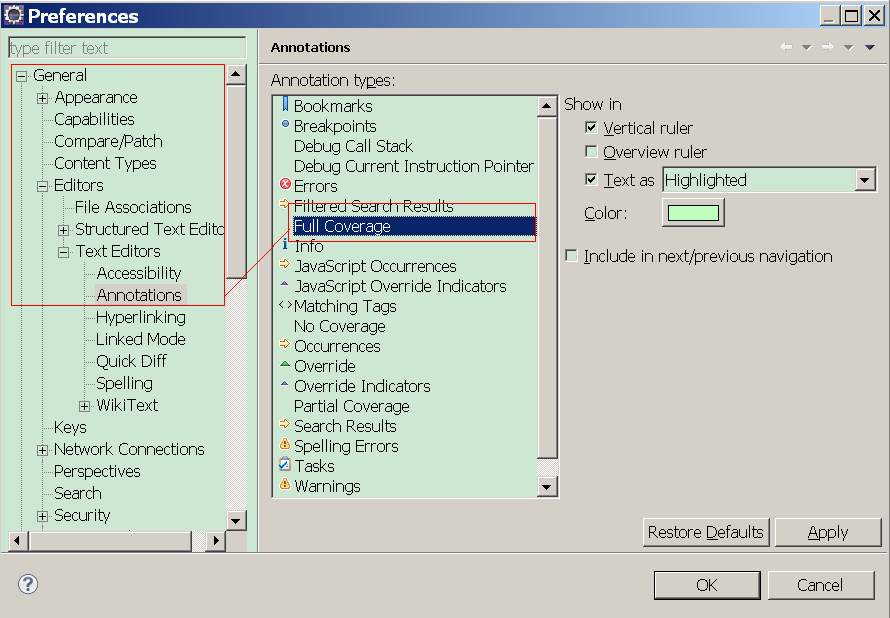 Preferences
type filter text
General
Appearance
Capabilities
Compare/Patch
Content Types
Editors
File Associations
Structured Text Edito
Text Editors
Accessibility
Annotations
Hyperlinking
Linked Mode
Quick Diff
Spelling
WikiText
Keys
Network Connections
Perspectives
Search
Security
Annotations
Annotation types:
Bookmarks
Breakpoints
Debug Call Stack
Debug Current Instruction Pointer
Errors
Filtered Search Results
Full Coverage
Info
JavaScript Occurrences
JavaScript Override Indicators
Matching Tags
No Coverage
Occurrences
Override
Override Indicators
Partial Coverage
Search Results
Spelling Errors
Tasks
Warnings
Show in
Vertical ruler
Overview ruler
Text as Highlighted
Color:
Include in next/previous navigation
Restore Defaults Apply
OK Cancel